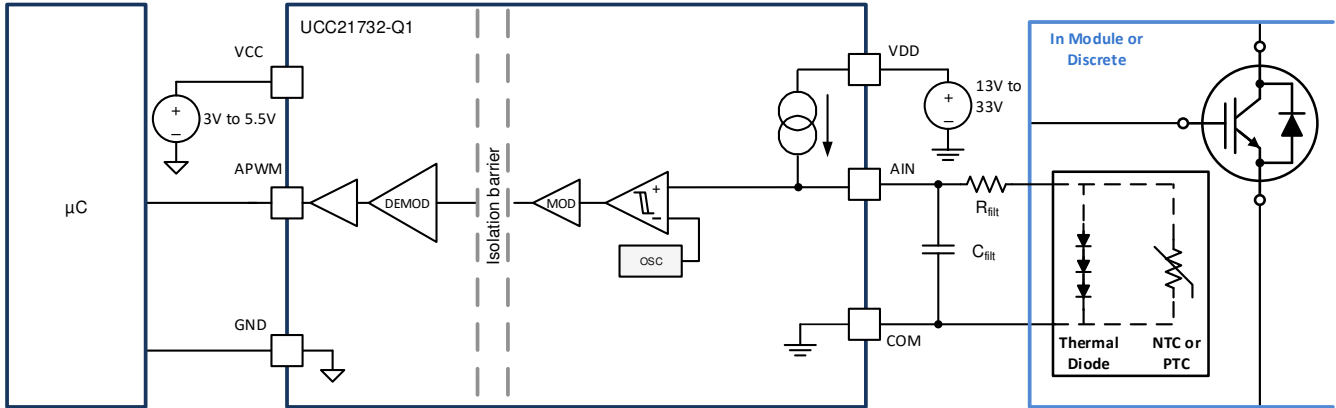 UCC21732-Q1
In Module or
Discrete
VCC
VDD
13V to
33V
+
−
3V to 5.5V
+
−
APWM
AIN
µC
DEMOD
Isolation barrier
MOD
+
−
Rfilt
OSC
Cfilt
GND
COM
Thermal
Diode
NTC or
PTC